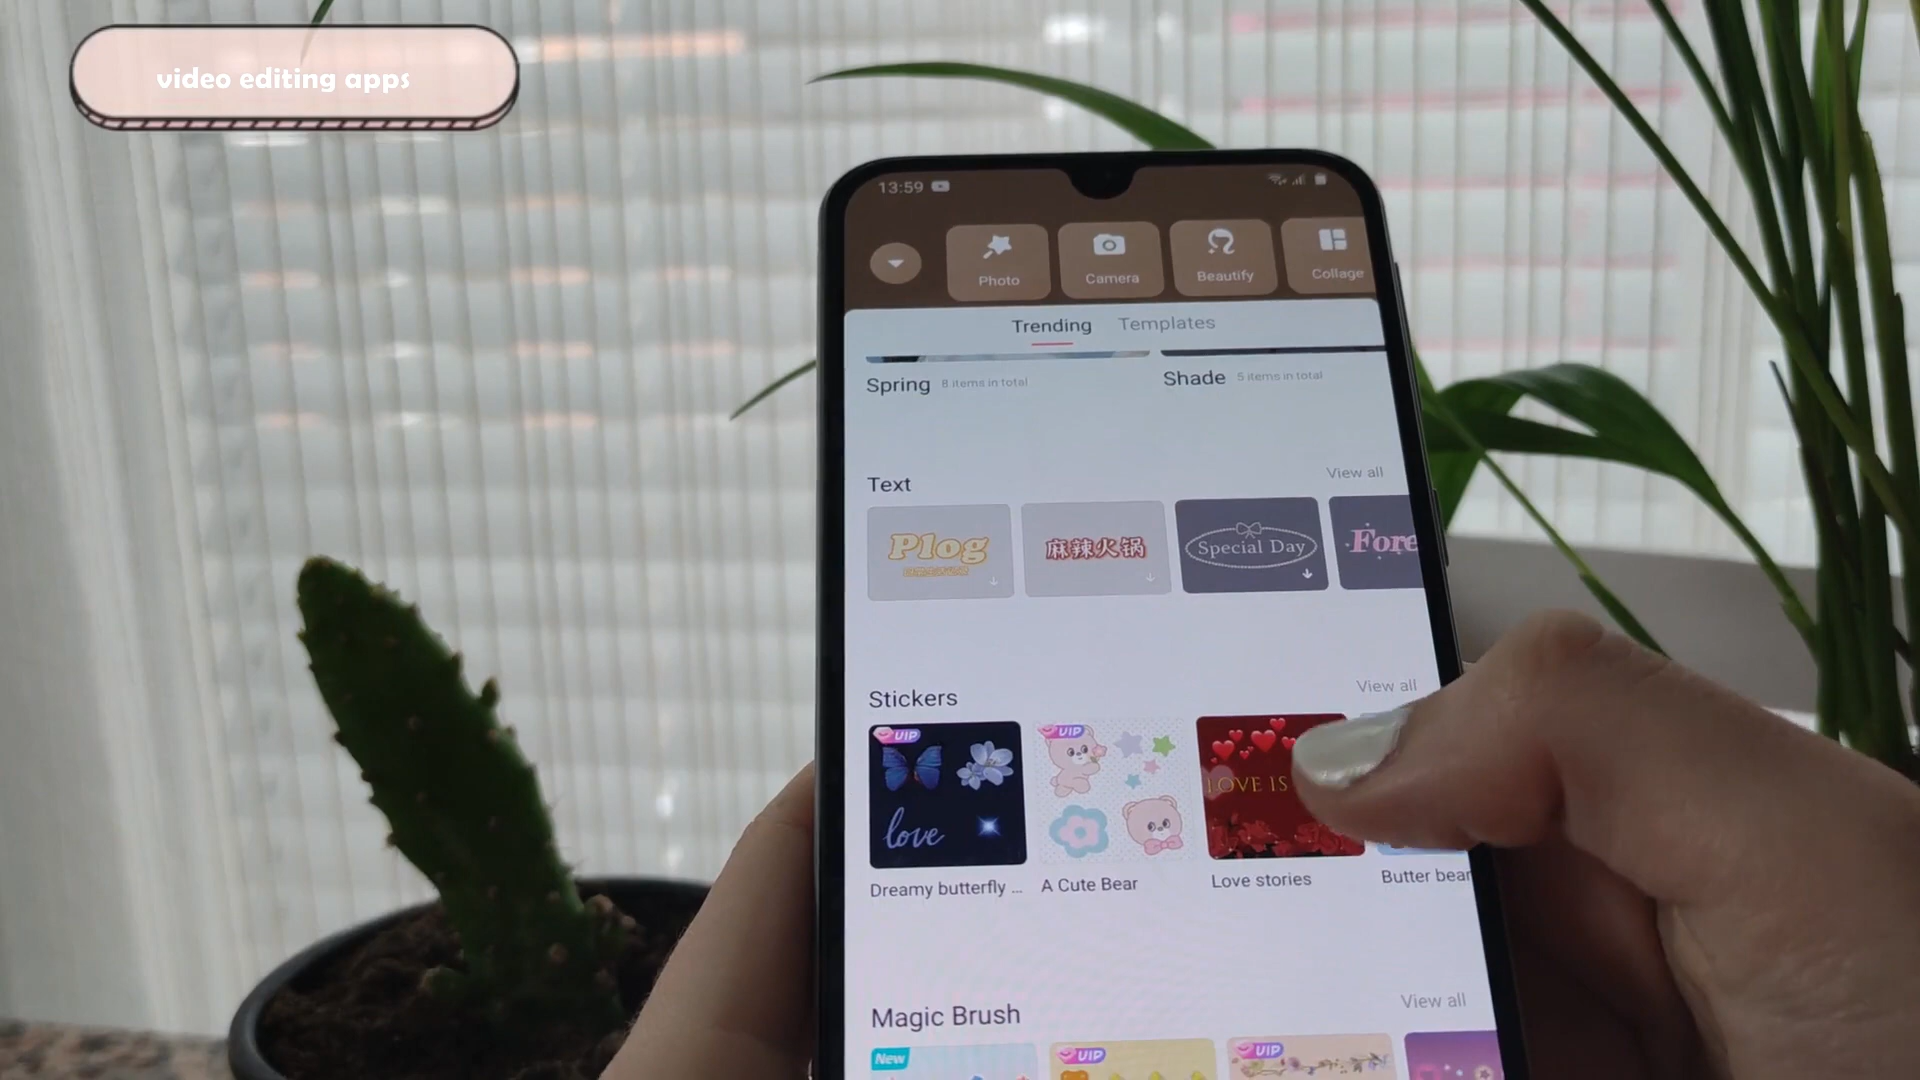 video editing apps
13:59
Photo
Camera
Beautify
Collage
Trending
Templates
Spring 8 items in total
Shade 5 items in total
Text
View all
Plog
麻辣火锅
Special Day
Fore
Stickers
View all
VIP
love
VIP
LOVE IS
Dreamy butterfly ...
A Cute Bear
Love stories
Butter bear
Magic Brush
View all
New
VIP
VIP